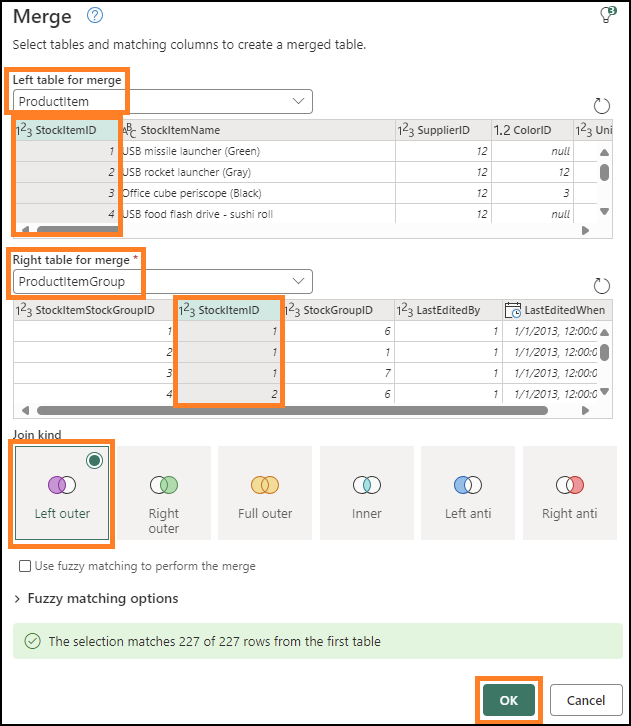 Merge
3
Select tables and matching columns to create a merged table.
Left table for merge
ProductItem
1²3 StockItemID ABC StockItemName 1²3 SupplierID 1.2 ColorID 1²3 Uni
1 USB missile launcher (Green) 12 null
2 USB rocket launcher (Gray) 12 12
3 Office cube periscope (Black) 12 3
4 USB food flash drive - sushi roll 12 null
Right table for merge *
ProductItemGroup
1²3 StockItemStockGroupID 1²3 StockItemID 1²3 StockGroupID 1²3 LastEditedBy LastEditedWhen
1 1 6 1 1/1/2013, 12:00:0
2 1 1 1 1/1/2013, 12:00:0
3 1 7 1 1/1/2013, 12:00:0
4 2 6 1 1/1/2013, 12:00:0
Join kind
Left outer Right outer Full outer Inner Left anti Right anti
Use fuzzy matching to perform the merge
Fuzzy matching options
The selection matches 227 of 227 rows from the first table
OK Cancel